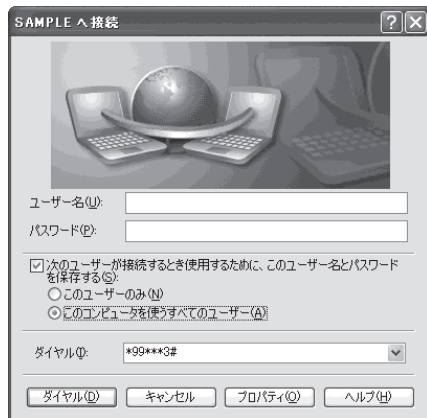 SAMPLE へ接続
ユーザー名(U):
パスワード(P):
次のユーザーが接続するとき使用するために、このユーザー名とパスワード
を保存する(S):
このユーザーのみ(N)
このコンピュータを使うすべてのユーザー(A)
ダイヤル(I): *99***3#
ダイヤル(D) キャンセル プロパティ(O) ヘルプ(H)